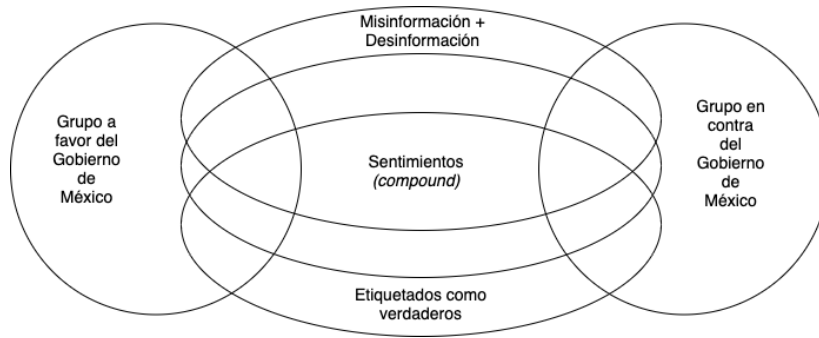 Misinformación +
Desinformación
Grupo a
favor del
Gobierno
de
México
Sentimientos
(compound)
Grupo en
contra
del
Gobierno
de
México
Etiquetados como
verdaderos